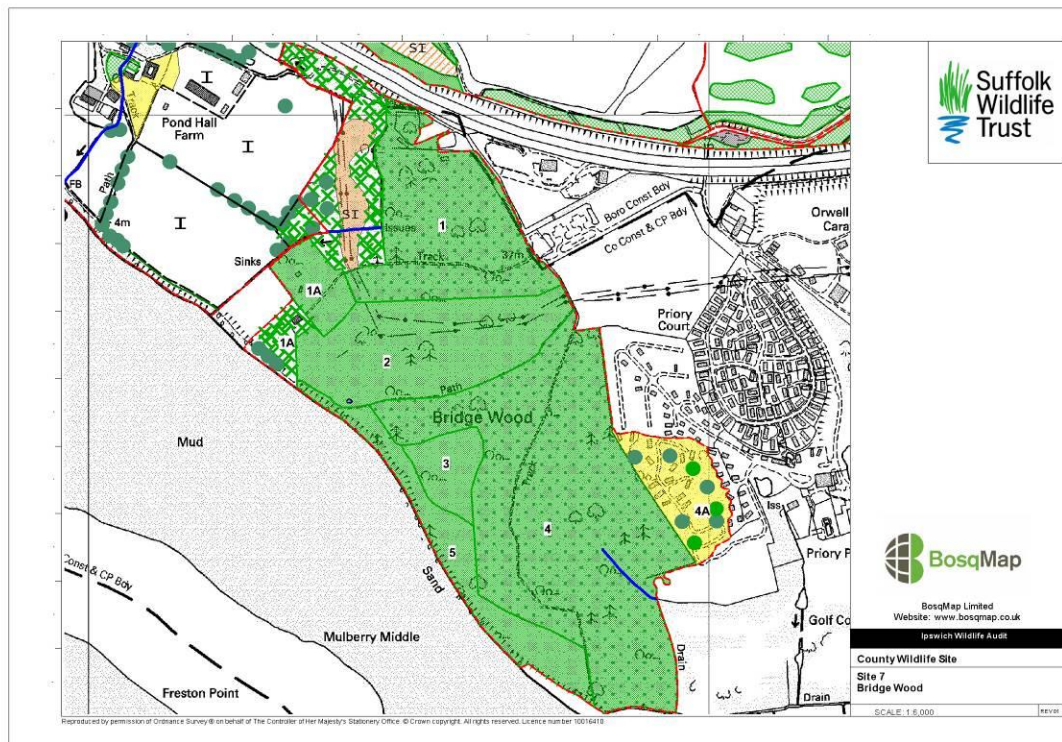 SI
I
Track
Pond Hall
Farm
I
Path
FB
4m
I
SI
Issues
Sinks
1
Track
37m
Boro Const Bdy
Co Const & CP Bdy
Orwell
Cara
1A
1A
Priory
Court
2
Path
Bridge Wood
Mud
3
Track
4
4A
Iss
5
Sand
Priory P
Const & CP Bdy
Mulberry Middle
Golf Co
Drain
Freston Point
Drain
Suffolk
Wildlife
Trust
BosqMap
BosqMap Limited
Website: www.bosqmap.co.uk
Ipswich Wildlife Audit
County Wildlife Site
Site 7
Bridge Wood
SCALE: 1:6,000
REV01
Reproduced by permission of Ordnance Survey ® on behalf of The Controller of Her Majesty's Stationery Office. © Crown copyright. All rights reserved. Licence number 10016418